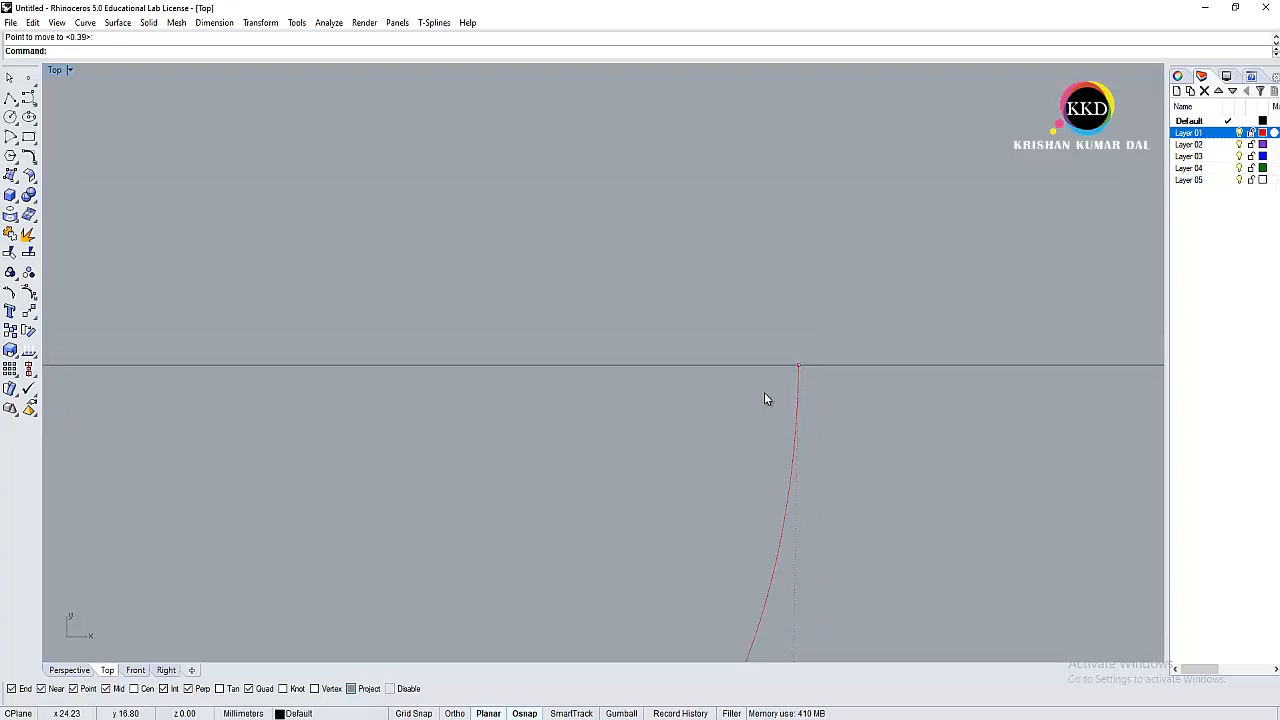 Untitled - Rhinoceros 5.0 Educational Lab License - [Top]
File Edit View Curve Surface Solid Mesh Dimension Transform Tools Analyze Render Panels T-Splines Help
Point to move to <0.39>:
Command:
Top
KKD
KRISHAN KUMAR DAL
Name
Default
Layer 01
Layer 02
Layer 03
Layer 04
Layer 05
y
x
Activate Windows
Go to Settings to activate Windows.
Perspective Top Front Right
End Near Point Mid Cen Int Perp Tan Quad Knot Vertex Project Disable
CPlane x 24.23 y 16.80 z 0.00 Millimeters Default Grid Snap Ortho Planar Osnap SmartTrack Gumball Record History Filter Memory use: 410 MB